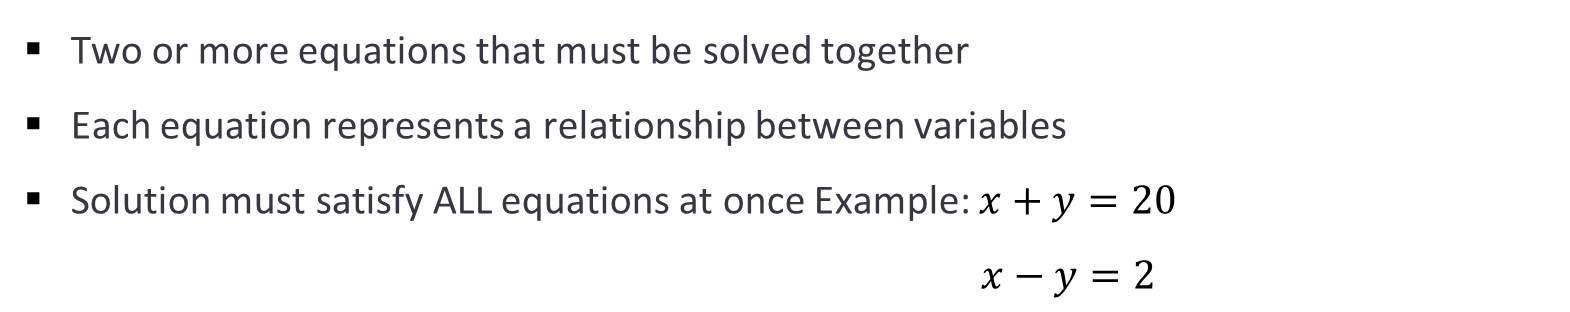 ▪ Two or more equations that must be solved together
▪ Each equation represents a relationship between variables
▪ Solution must satisfy ALL equations at once Example: x + y = 20
x − y = 2